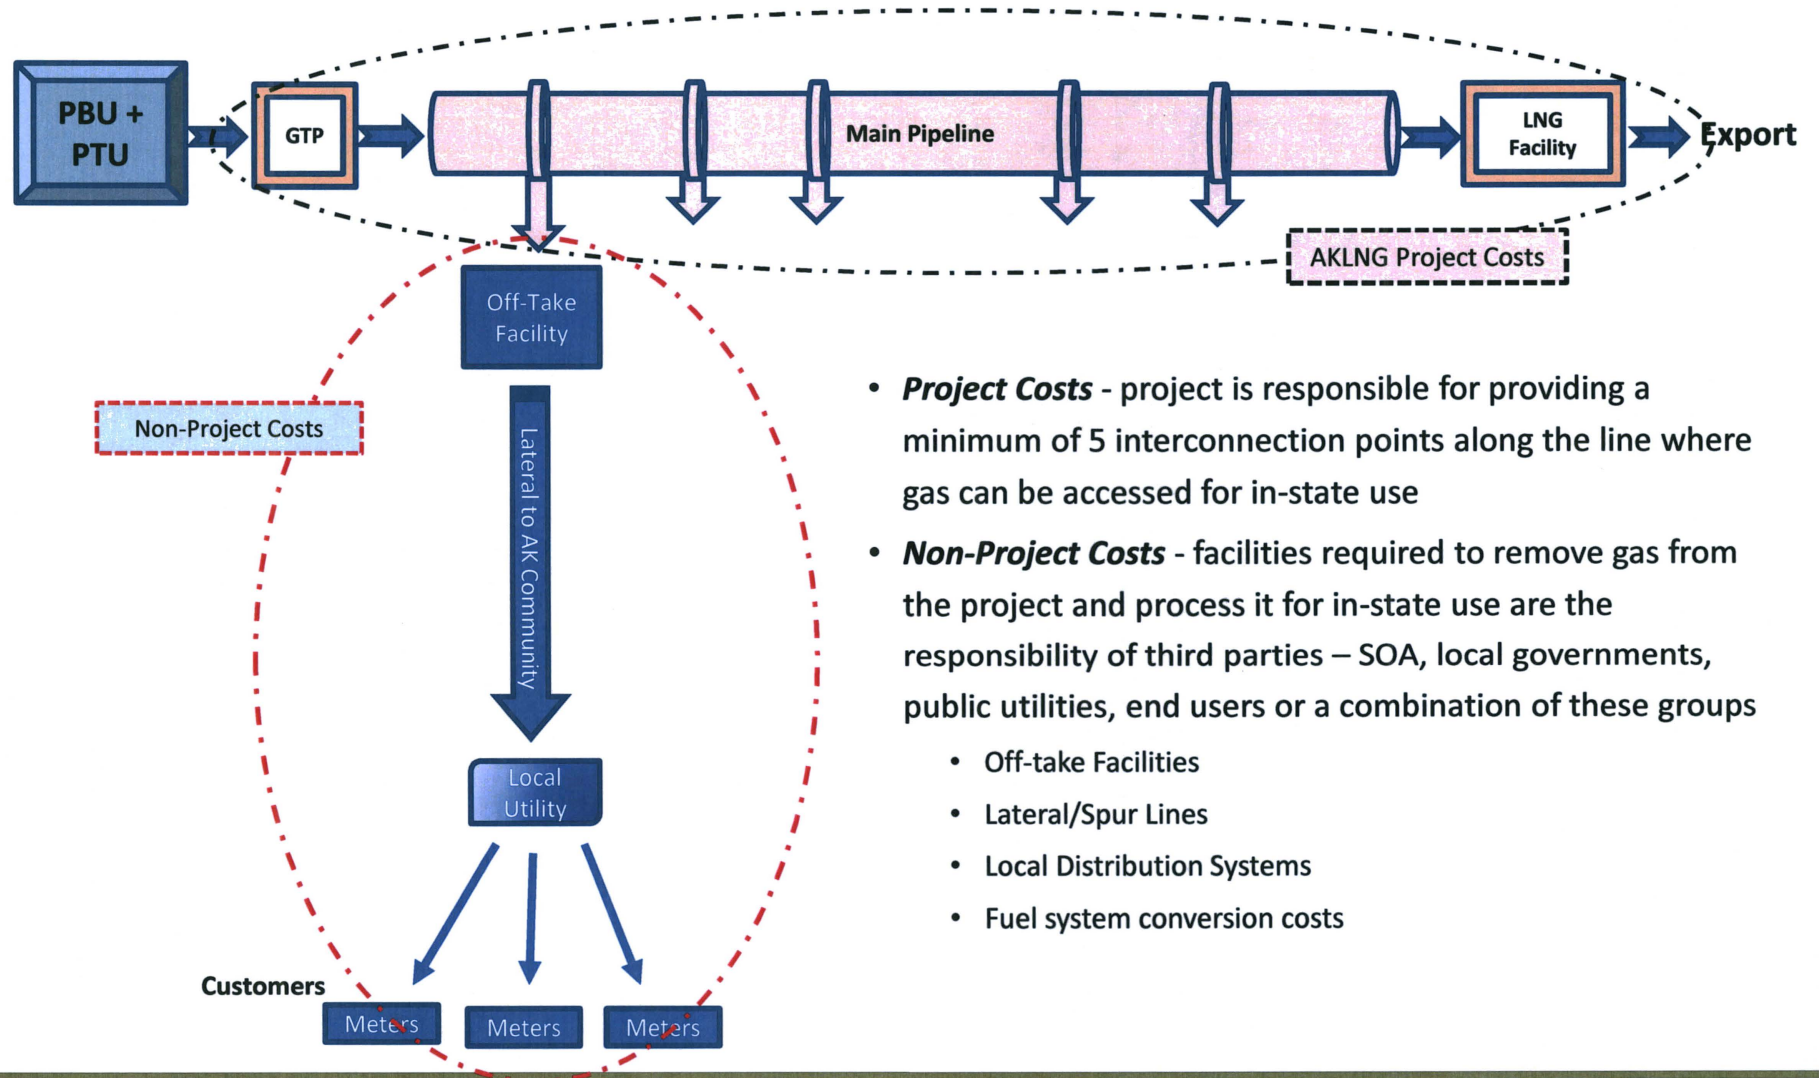 PBU +
PTU
GTP
Main Pipeline
LNG
Facility
Export
AKLNG Project Costs
Off-Take
Facility
Non-Project Costs
Lateral to AK Community
Local
Utility
Customers
Meters
Meters
Meters
• Project Costs - project is responsible for providing a
minimum of 5 interconnection points along the line where
gas can be accessed for in-state use
• Non-Project Costs - facilities required to remove gas from
the project and process it for in-state use are the
responsibility of third parties – SOA, local governments,
public utilities, end users or a combination of these groups
• Off-take Facilities
• Lateral/Spur Lines
• Local Distribution Systems
• Fuel system conversion costs